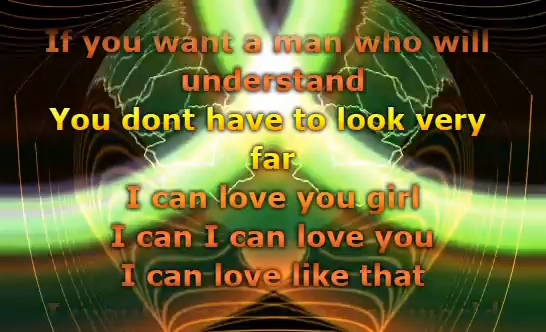 If you want a man who will
understand
You dont have to look very
far
I can love you girl
I can I can love you
I can love like that